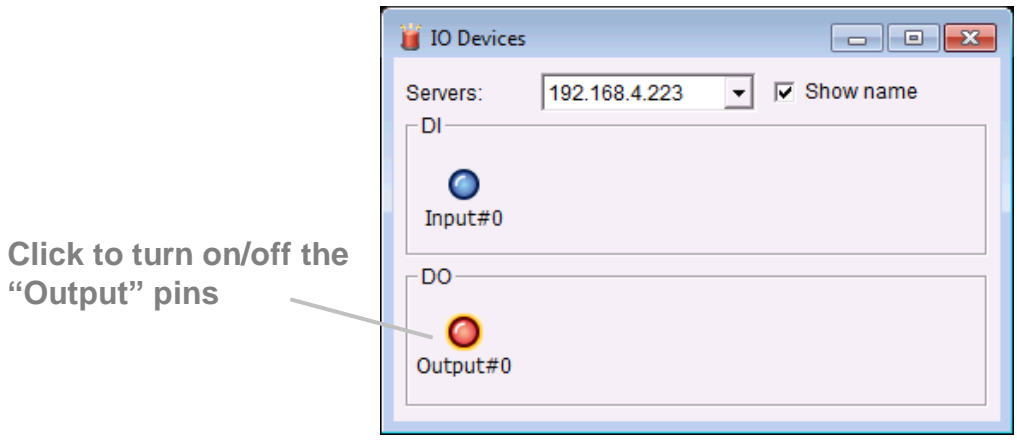 IO Devices
Servers: 192.168.4.223 Show name
DI
Input#0
Click to turn on/off the
“Output” pins
DO
Output#0